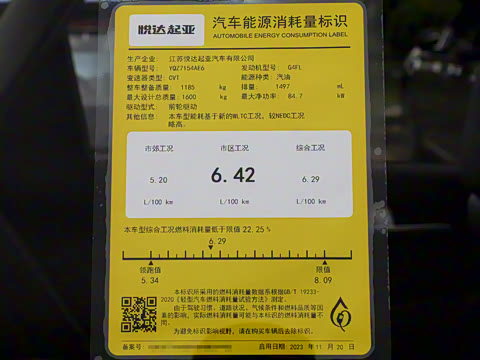 悦达起亚
汽车能源消耗量标识
AUTOMOBILE ENERGY CONSUMPTION LABEL
生产企业: 江苏悦达起亚汽车有限公司
车辆型号: YQZ7154AE6 发动机型号: G4FL
变速器类型: CVT 能源种类: 汽油
整车整备质量: 1185 kg 排量: 1497 mL
最大设计总质量: 1600 kg 最大净功率: 84.7 kW
驱动型式: 前轮驱动
其他信息: 本车型能耗基于新的WLTC工况, 较NEDC工况
略高。
市郊工况 市区工况 综合工况
5.20 6.42 6.29
L/100 km L/100 km L/100 km
本车型综合工况燃料消耗量低于限值 22.25 %
6.29
领跑值 限值
5.34 8.09
本标识所采用的燃料消耗量数据系根据GB/T 19233-
2020《轻型汽车燃料消耗量试验方法》测定。
由于驾驶习惯、道路状况、气候条件和燃料品质等因
素的影响, 实际燃料消耗量可能与本标识的燃料消耗量不
同。
为避免标识影响视野, 请在购买车辆后去除标识。
备案号: 启用日期: 2023 年 11 月 20 日